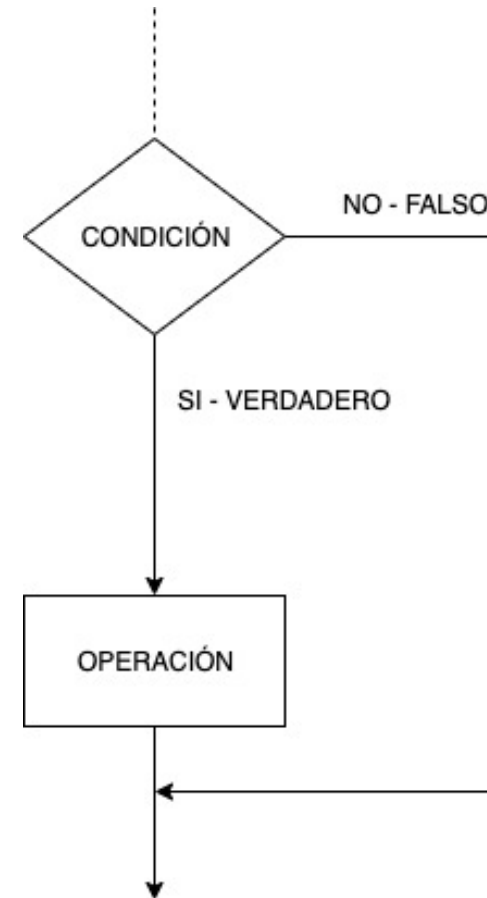 NO - FALSO
CONDICIÓN
SI - VERDADERO
OPERACIÓN